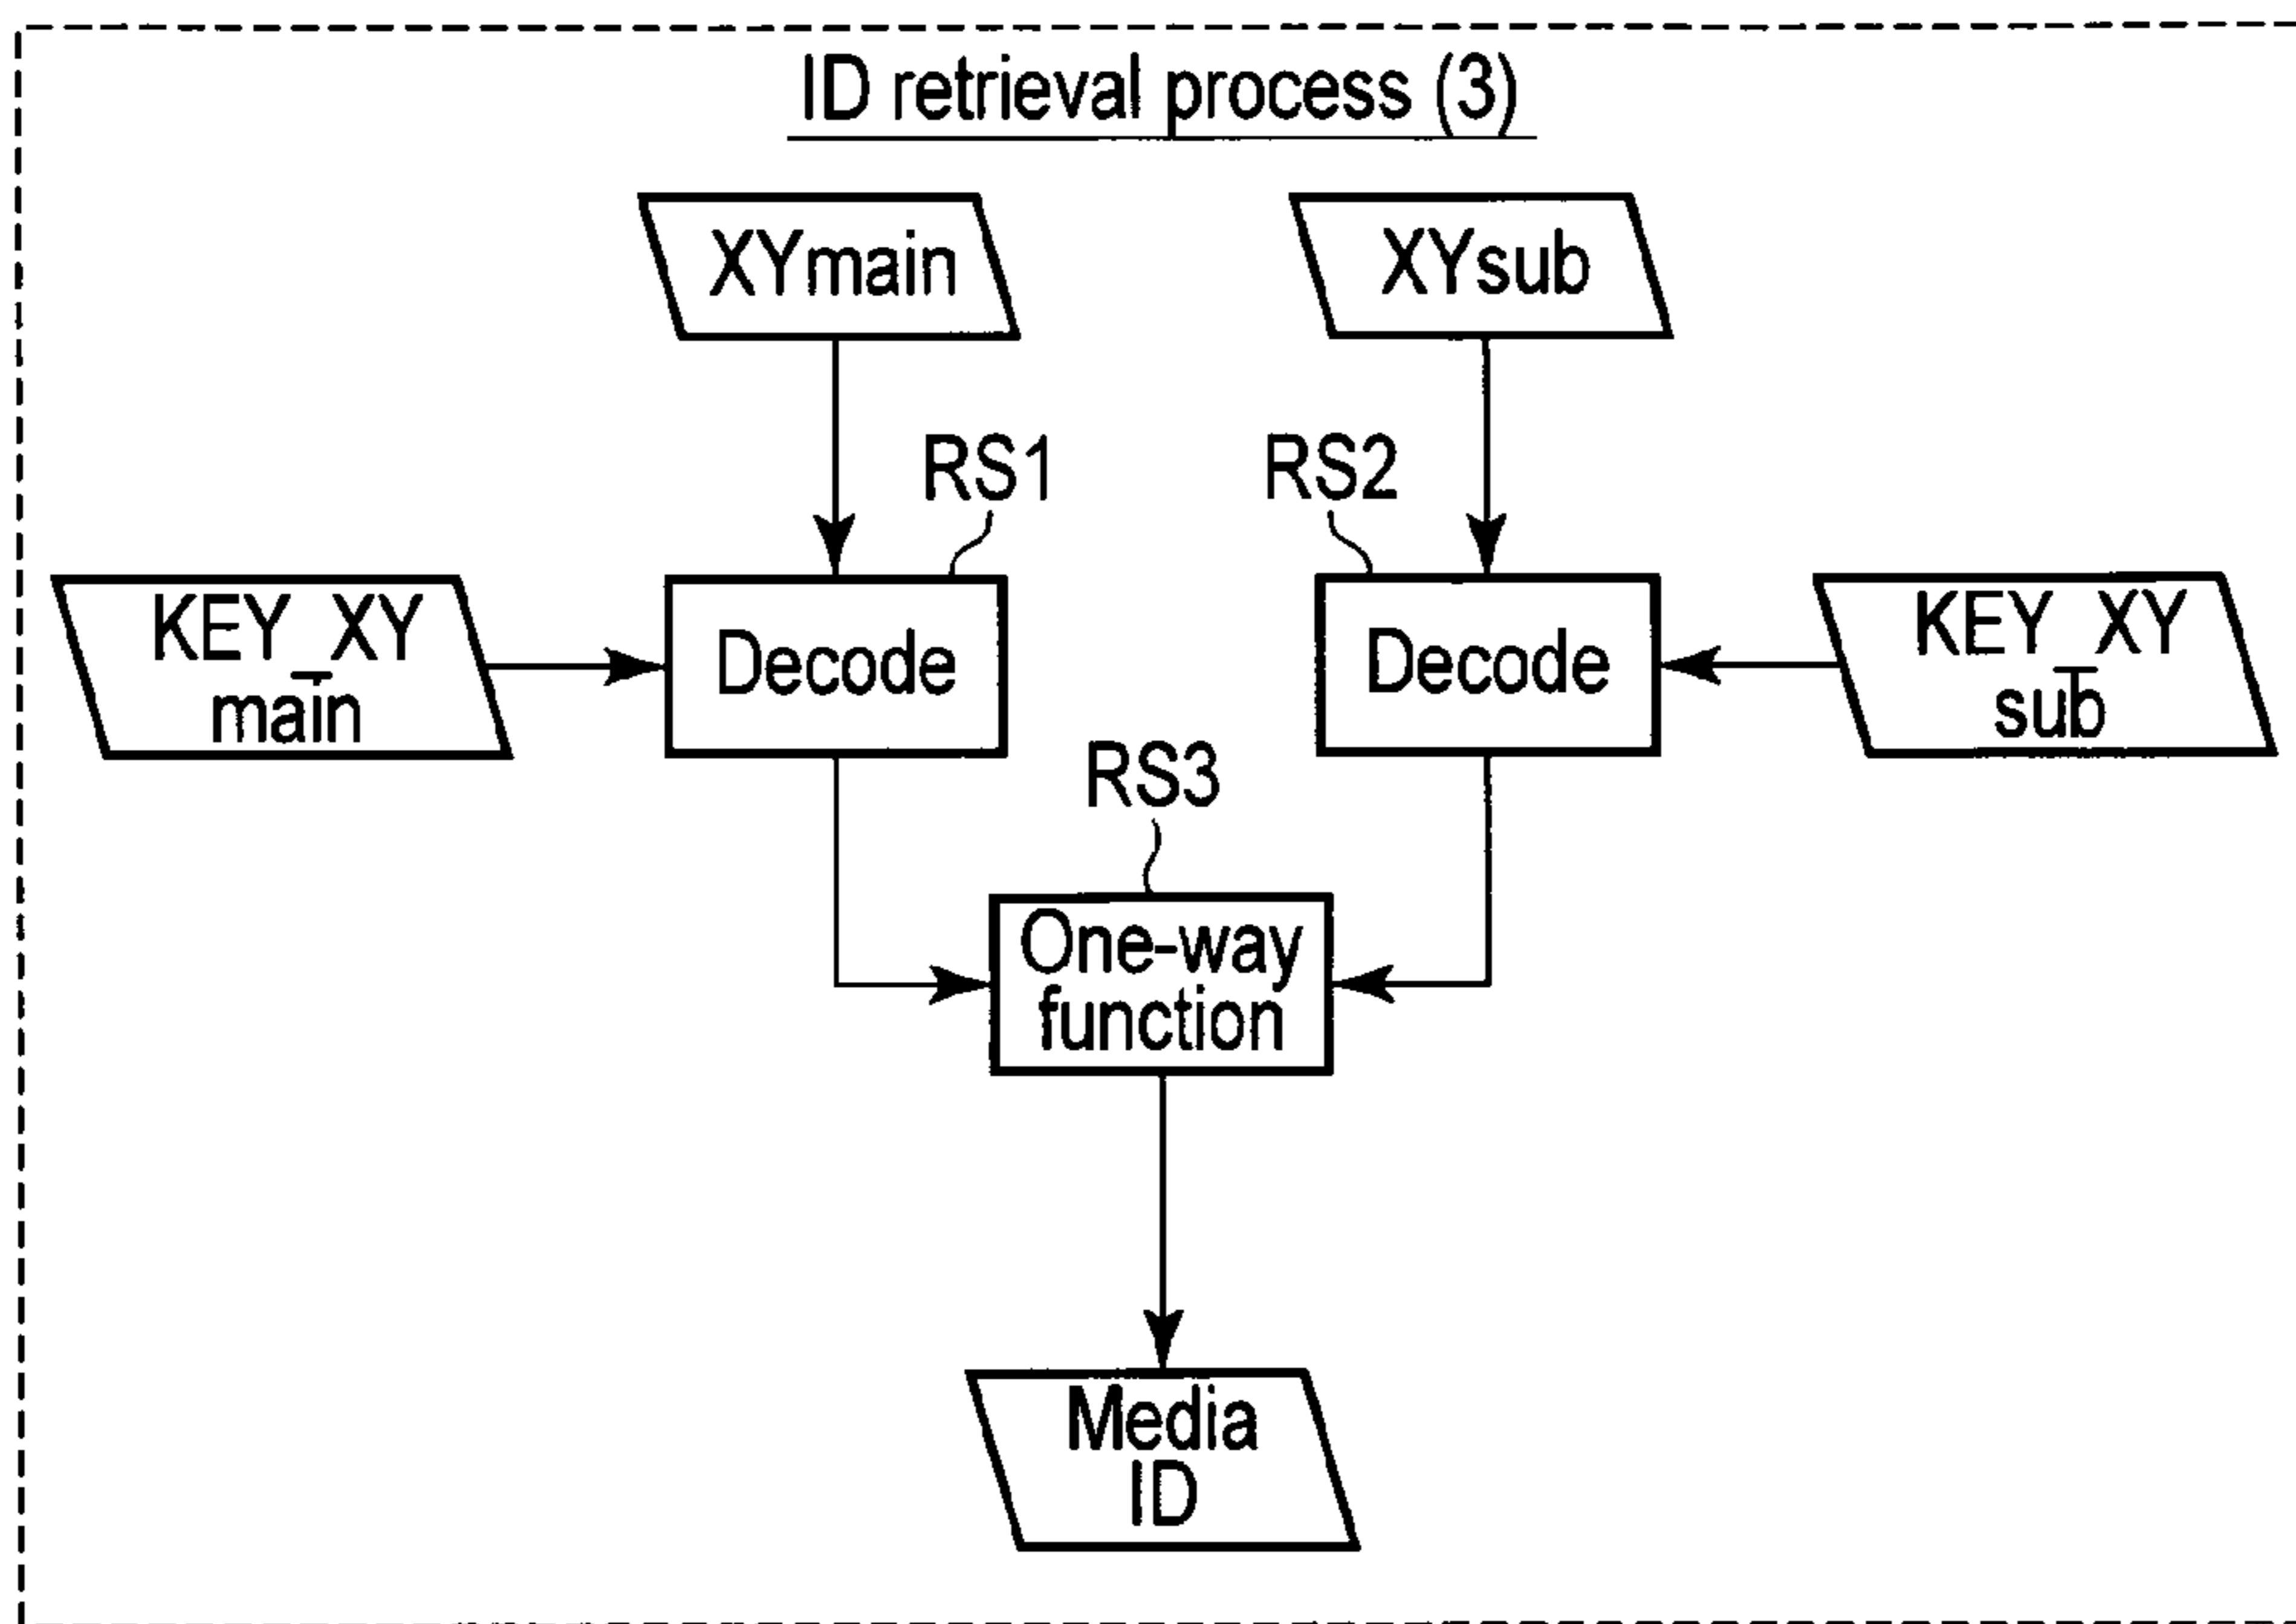 ID retrieval process (3)
XYmain
XYsub
RS1
RS2
KEY_XY
main
Decode
Decode
KEY_XY
sub
RS3
One-way
function
Media
ID